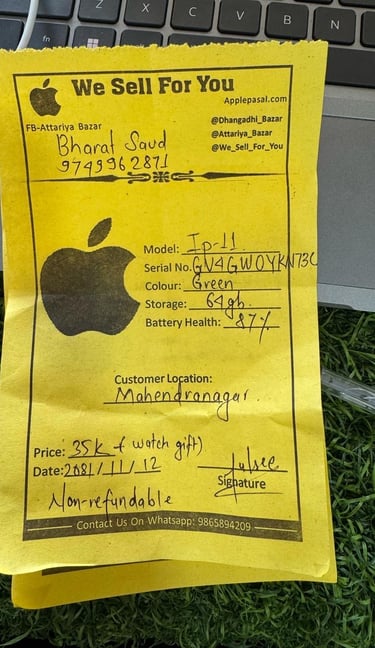 We Sell For You
Applepasal.com
FB-Attariya Bazar
@Dhangadhi_Bazar
@Attariya_Bazar
@We_Sell_For_You
Bharat Saud
9749962871
Model: Ip-11
Serial No. GV4GW0YKN73C
Colour: Green
Storage: 64gb.
Battery Health: 87%
Customer Location:
Mahendranagar.
Price: 35K (watch gift)
Date: 2081/11/12
Signature
Non-refundable
Contact Us On Whatsapp: 9865894209
Z X C V B N
fn